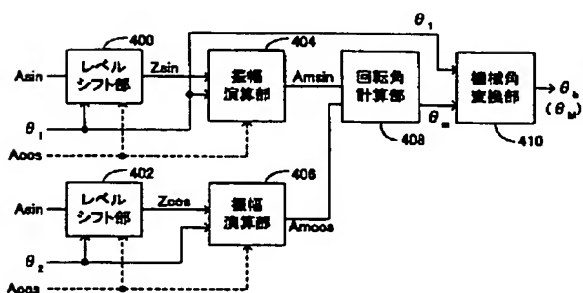 θ₁
400
404
Asin
レベル
シフト部
Zsin
振幅
演算部
Amsin
回転角
計算部
機械角
変換部
θₕ
(θM)
θ₁
θm
408
410
Acos
402
406
Asin
レベル
シフト部
Zcos
振幅
演算部
Amcos
θ₂
Acos